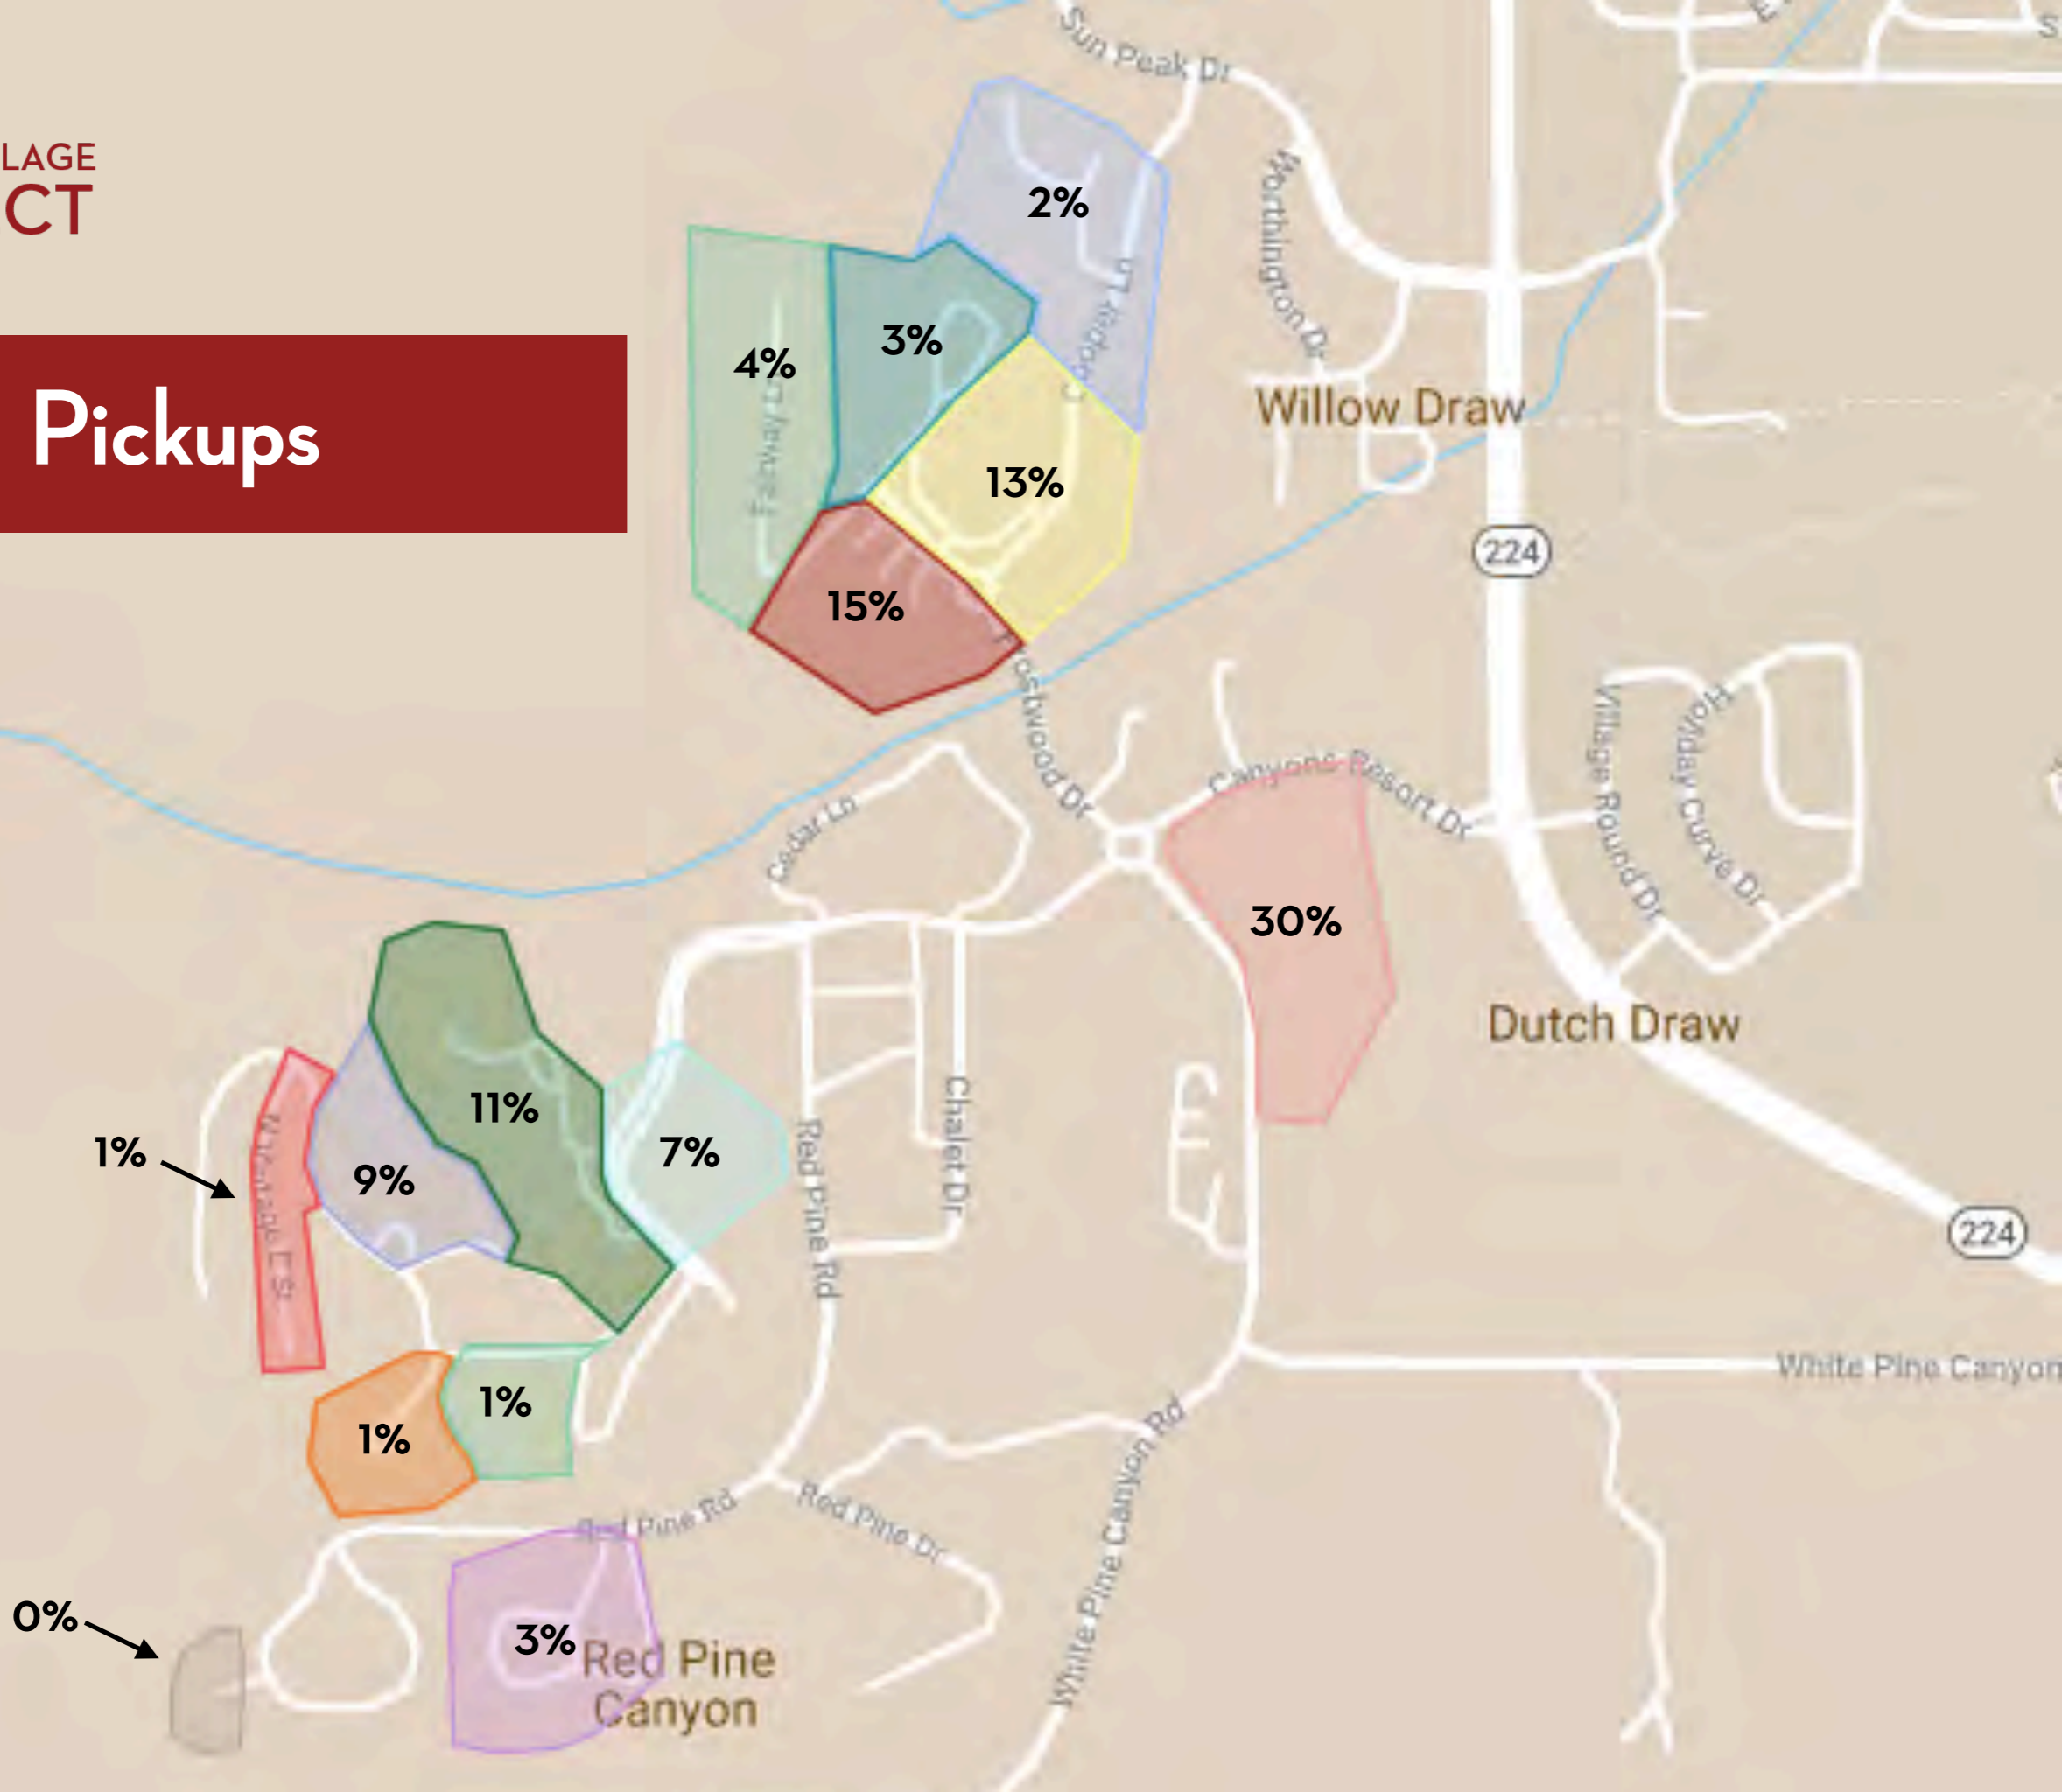 LAGE
CT
Pickups
Sun Peak Dr
2%
Worthington Dr
3%
4%
Cooper Ln
Fairway Ln
Willow Draw
13%
224
15%
Frostwood Dr
Canyons Resort Dr
Village Round Dr
Holiday Curve Dr
Cedar Ln
30%
Dutch Draw
11%
Chalet Dr
7%
Red Pine Rd
1%
9%
224
White Pine Canyon
1%
1%
White Pine Canyon Rd
Red Pine Rd
Red Pine Dr
0%
3%
Red Pine
Canyon